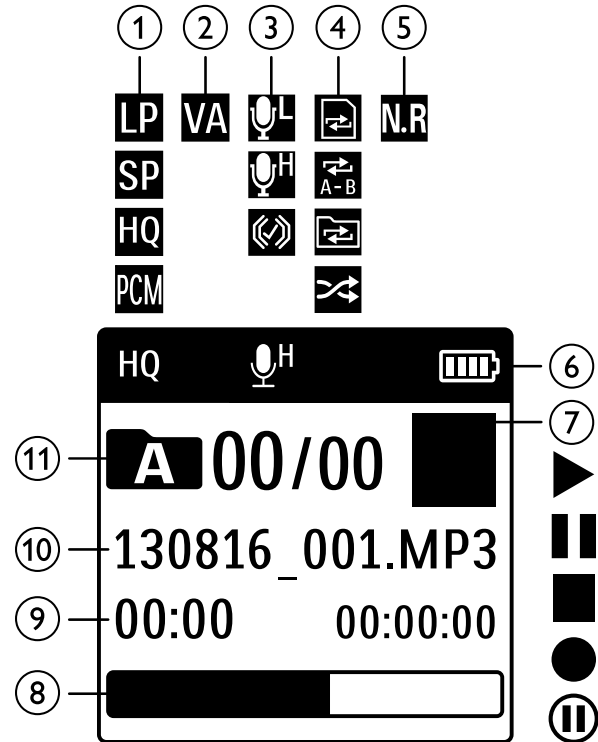 1 2 3 4 5
LP VA L N.R
SP H A-B
HQ
PCM
HQ H 6
7
11 A 00/00
10 130816_001.MP3
9 00:00 00:00:00
8